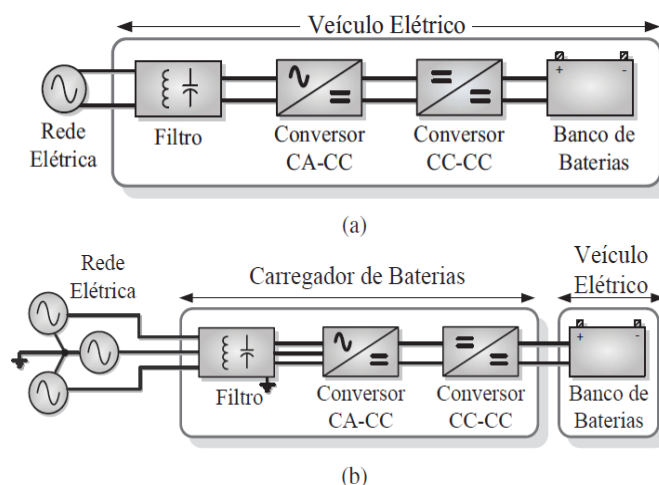 Veículo Elétrico
+ -
Rede
Elétrica
Filtro
Conversor
CA-CC
Conversor
CC-CC
Banco de
Baterias
(a)
Rede
Elétrica
Carregador de Baterias
Veículo
Elétrico
+ -
Filtro
Conversor
CA-CC
Conversor
CC-CC
Banco de
Baterias
(b)